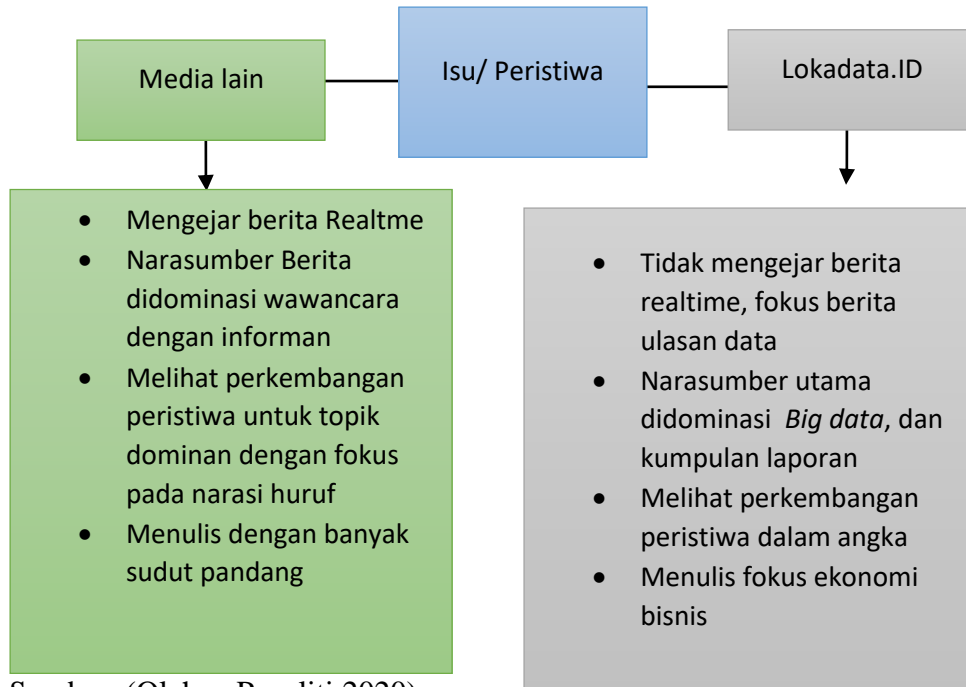 Media lain
Isu/ Peristiwa
Lokadata.ID
• Mengejar berita Realtme
• Narasumber Berita
didominasi wawancara
dengan informan
• Melihat perkembangan
peristiwa untuk topik
dominan dengan fokus
pada narasi huruf
• Menulis dengan banyak
sudut pandang
• Tidak mengejar berita
realtime, fokus berita
ulasan data
• Narasumber utama
didominasi Big data, dan
kumpulan laporan
• Melihat perkembangan
peristiwa dalam angka
• Menulis fokus ekonomi
bisnis